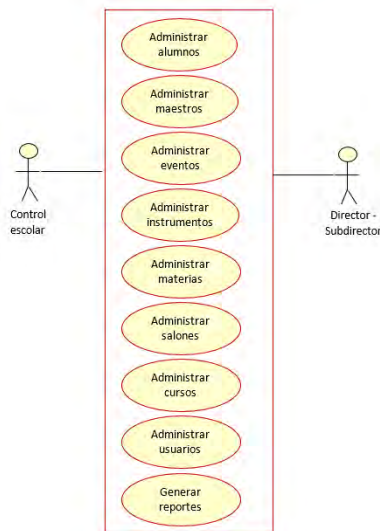 Administrar
alumnos
Administrar
maestros
Administrar
eventos
Control
escolar
Administrar
instrumentos
Director -
Subdirector
Administrar
materias
Administrar
salones
Administrar
cursos
Administrar
usuarios
Generar
reportes